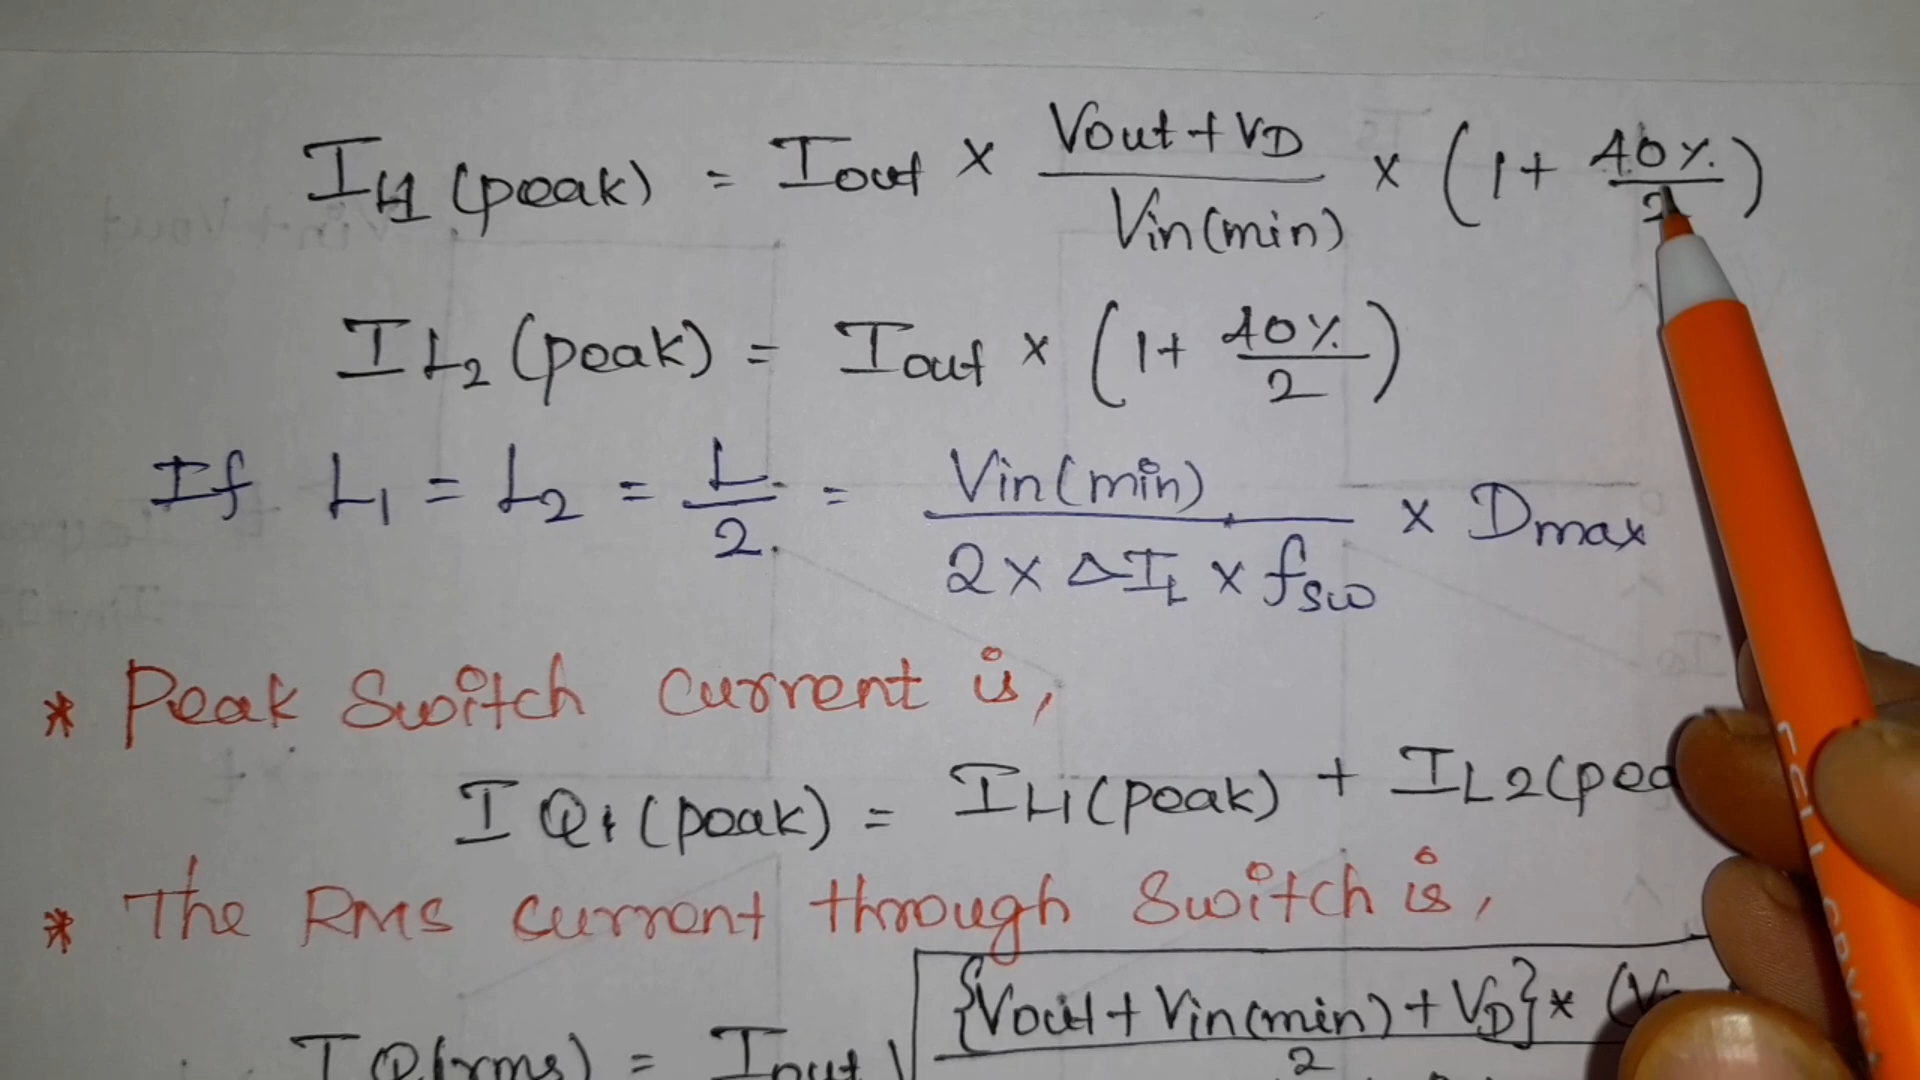 IL1 (peak) = Iout × Vout + VD / Vin(min) × (1 + 40% / 2)
IL2 (peak) = Iout × (1 + 40% / 2)
If L1 = L2 = L / 2 = Vin(min) / 2 × ΔIL × fsw × Dmax
* Peak Switch current is,
IQ1 (peak) = IL1 (peak) + IL2 (pea
* The RMS current through Switch is,
IQ(rms) = Iout √ {Vout + Vin(min) + VD} * (V
2